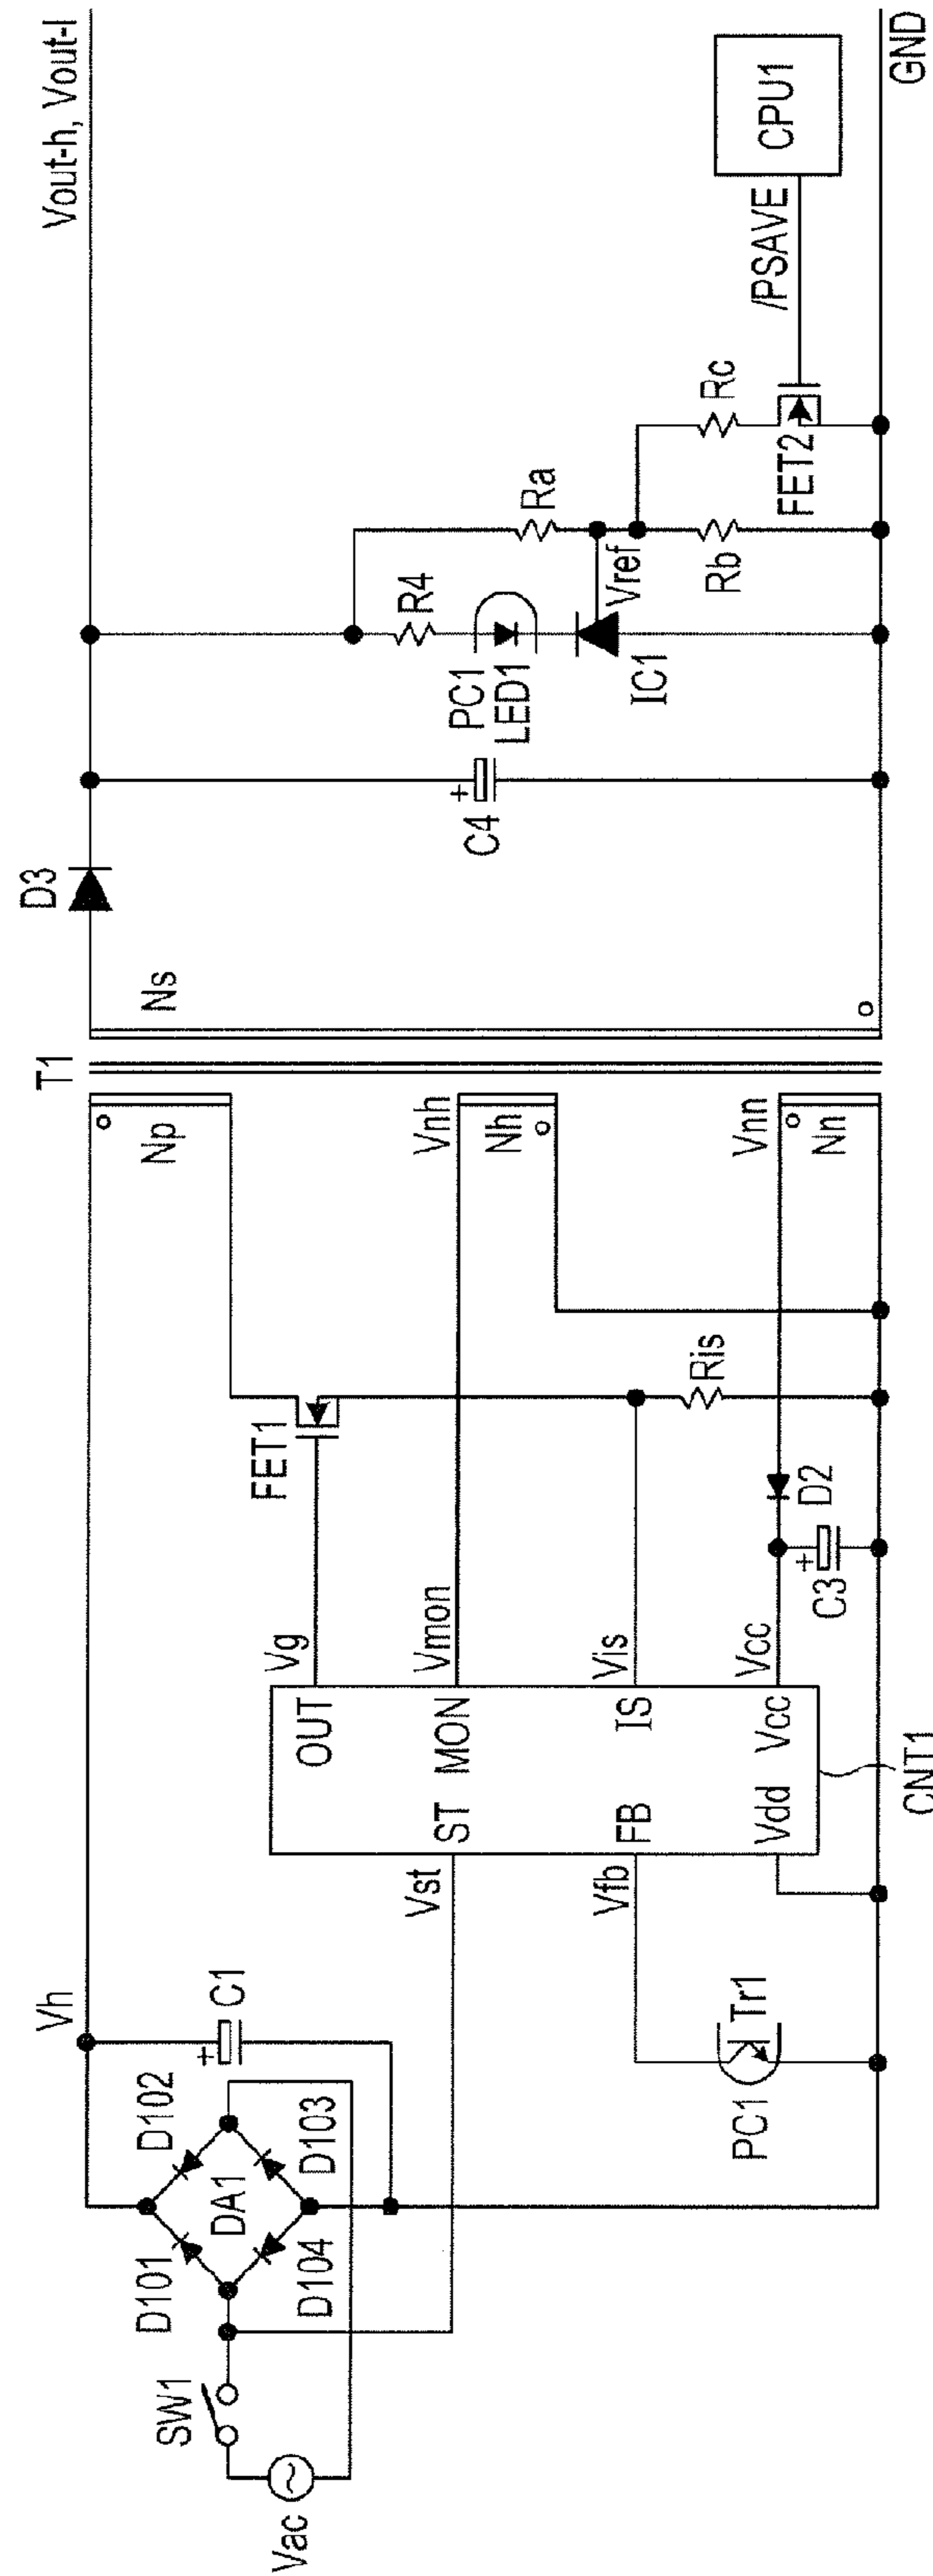 Vac
SW1
D101
D102
DA1
D104
D103
Vh
C1
Vst
Vfb
PC1
Tr1
ST
FB
Vdd
OUT
MON
IS
Vcc
CNT1
Vg
Vmon
Vis
Vcc
C3
D2
FET1
Ris
Np
Vnh
Nh
Vnn
Nn
T1
Ns
D3
C4
PC1
LED1
R4
IC1
Vref
Ra
Rb
Rc
FET2
/PSAVE
CPU1
Vout-h, Vout-l
GND